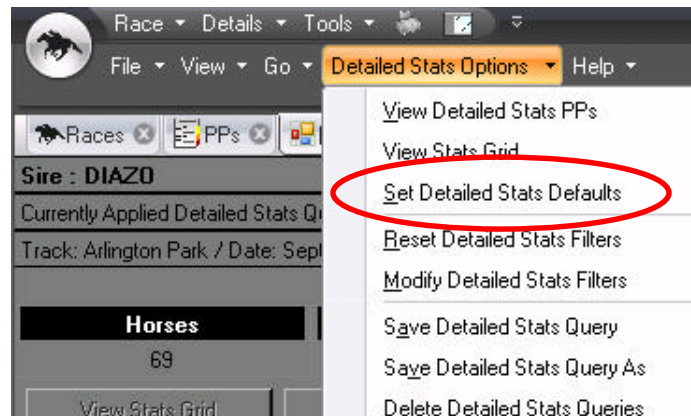 Race Details Tools
File View Go Detailed Stats Options Help
Races PPs
Sire : DIAZO
Currently Applied Detailed Stats
Track: Arlington Park / Date:
Horses
69
View Stats Grid
View Detailed Stats PPs
View Stats Grid
Set Detailed Stats Defaults
Reset Detailed Stats Filters
Modify Detailed Stats Filters
Save Detailed Stats Query
Save Detailed Stats Query As
Delete Detailed Stats Queries